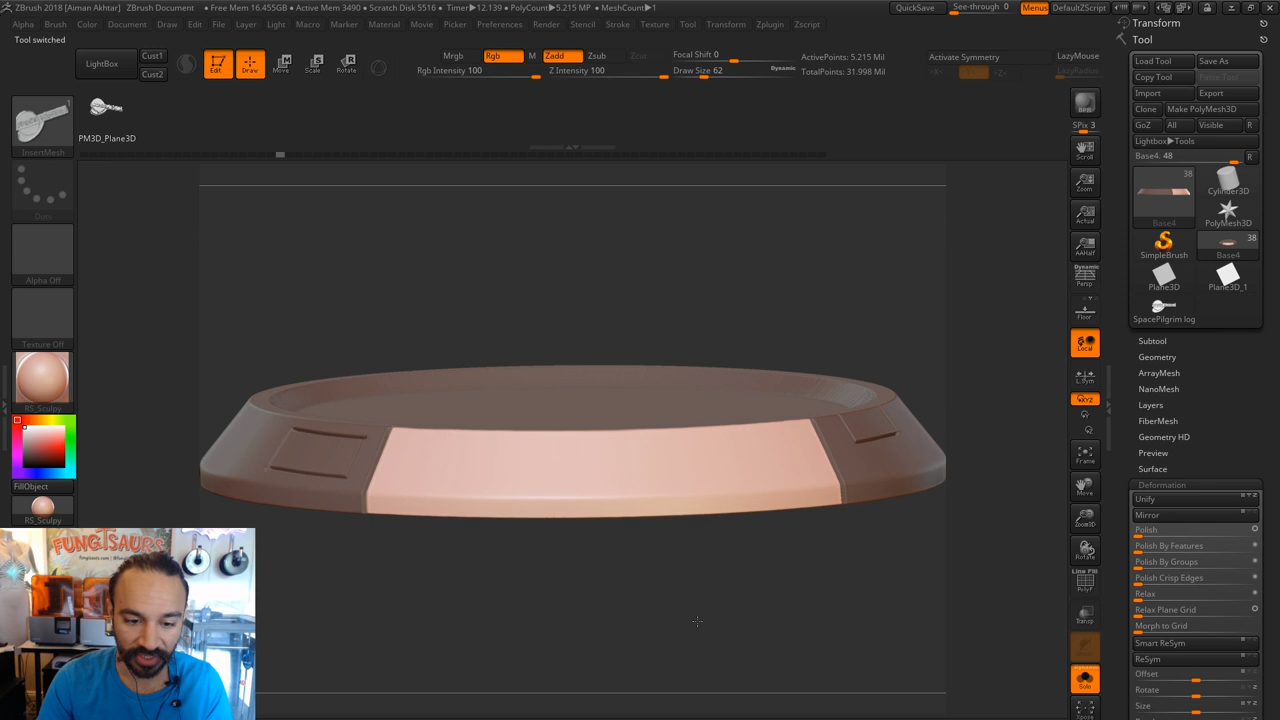 ZBrush 2018 [Aiman Akhtar]   ZBrush Document   ● Free Mem 16.455GB ● Active Mem 3490 ● Scratch Disk 5516 ● Timer▶12.139 ● PolyCount▶5.215 MP ● MeshCount▶1
QuickSave See-through 0 Menus DefaultZScript
Alpha Brush Color Document Draw Edit File Layer Light Macro Marker Material Movie Picker Preferences Render Stencil Stroke Texture Tool Transform Zplugin Zscript
Tool switched
LightBox
Cust1
Cust2
Edit Draw Move Scale Rotate
Mrgb Rgb M Zadd Zsub Zcut
Rgb Intensity 100 Z Intensity 100
Focal Shift 0
Draw Size 62 Dynamic
ActivePoints: 5.215 Mil
TotalPoints: 31.998 Mil
Activate Symmetry
LazyMouse
LazyRadius
InsertMesh
PM3D_Plane3D
Dots
Alpha Off
Texture Off
RS_Sculpy
FillObject
RS_Sculpy
FUNGISAURS
BPR
SPix 3
Scroll
Zoom
Actual
AAHalf
Dynamic
Persp
Floor
Local
L.Sym
XYZ
Frame
Move
Zoom3D
Rotate
Line Fill
PolyF
Transp
Dynamic
Solo
Xpose
Transform
Tool
Load Tool Save As
Copy Tool Paste Tool
Import Export
Clone Make PolyMesh3D
GoZ All Visible R
Lightbox▶Tools
Base4. 48 R
38
Base4
Cylinder3D
PolyMesh3D
SimpleBrush
38
Base4
Plane3D
Plane3D_1
SpacePilgrim log
Subtool
Geometry
ArrayMesh
NanoMesh
Layers
FiberMesh
Geometry HD
Preview
Surface
Deformation
Unify
Mirror
Polish
Polish By Features
Polish By Groups
Polish Crisp Edges
Relax
Relax Plane Grid
Morph to Grid
Smart ReSym
ReSym
Offset
Rotate
Size